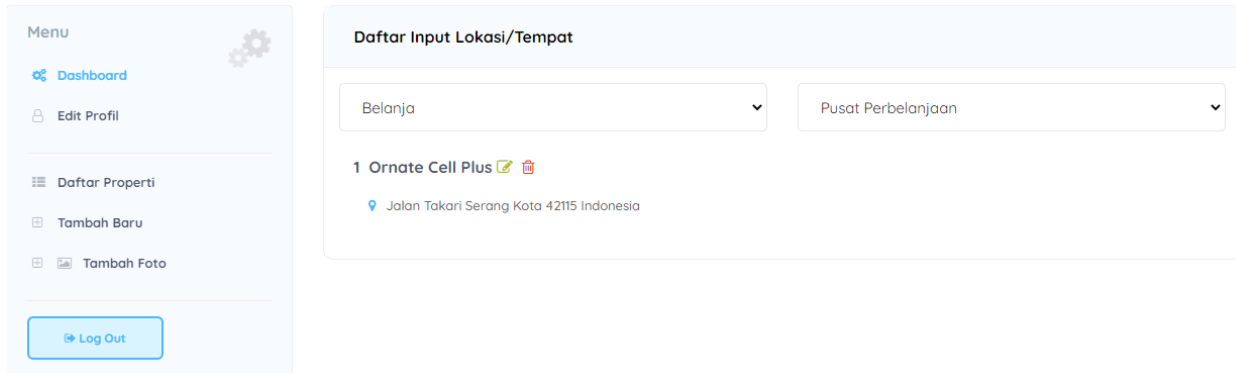 Menu
Dashboard
Edit Profil
Daftar Properti
Tambah Baru
Tambah Foto
Log Out
Daftar Input Lokasi/Tempat
Belanja
Pusat Perbelanjaan
1 Ornate Cell Plus
Jalan Takari Serang Kota 42115 Indonesia